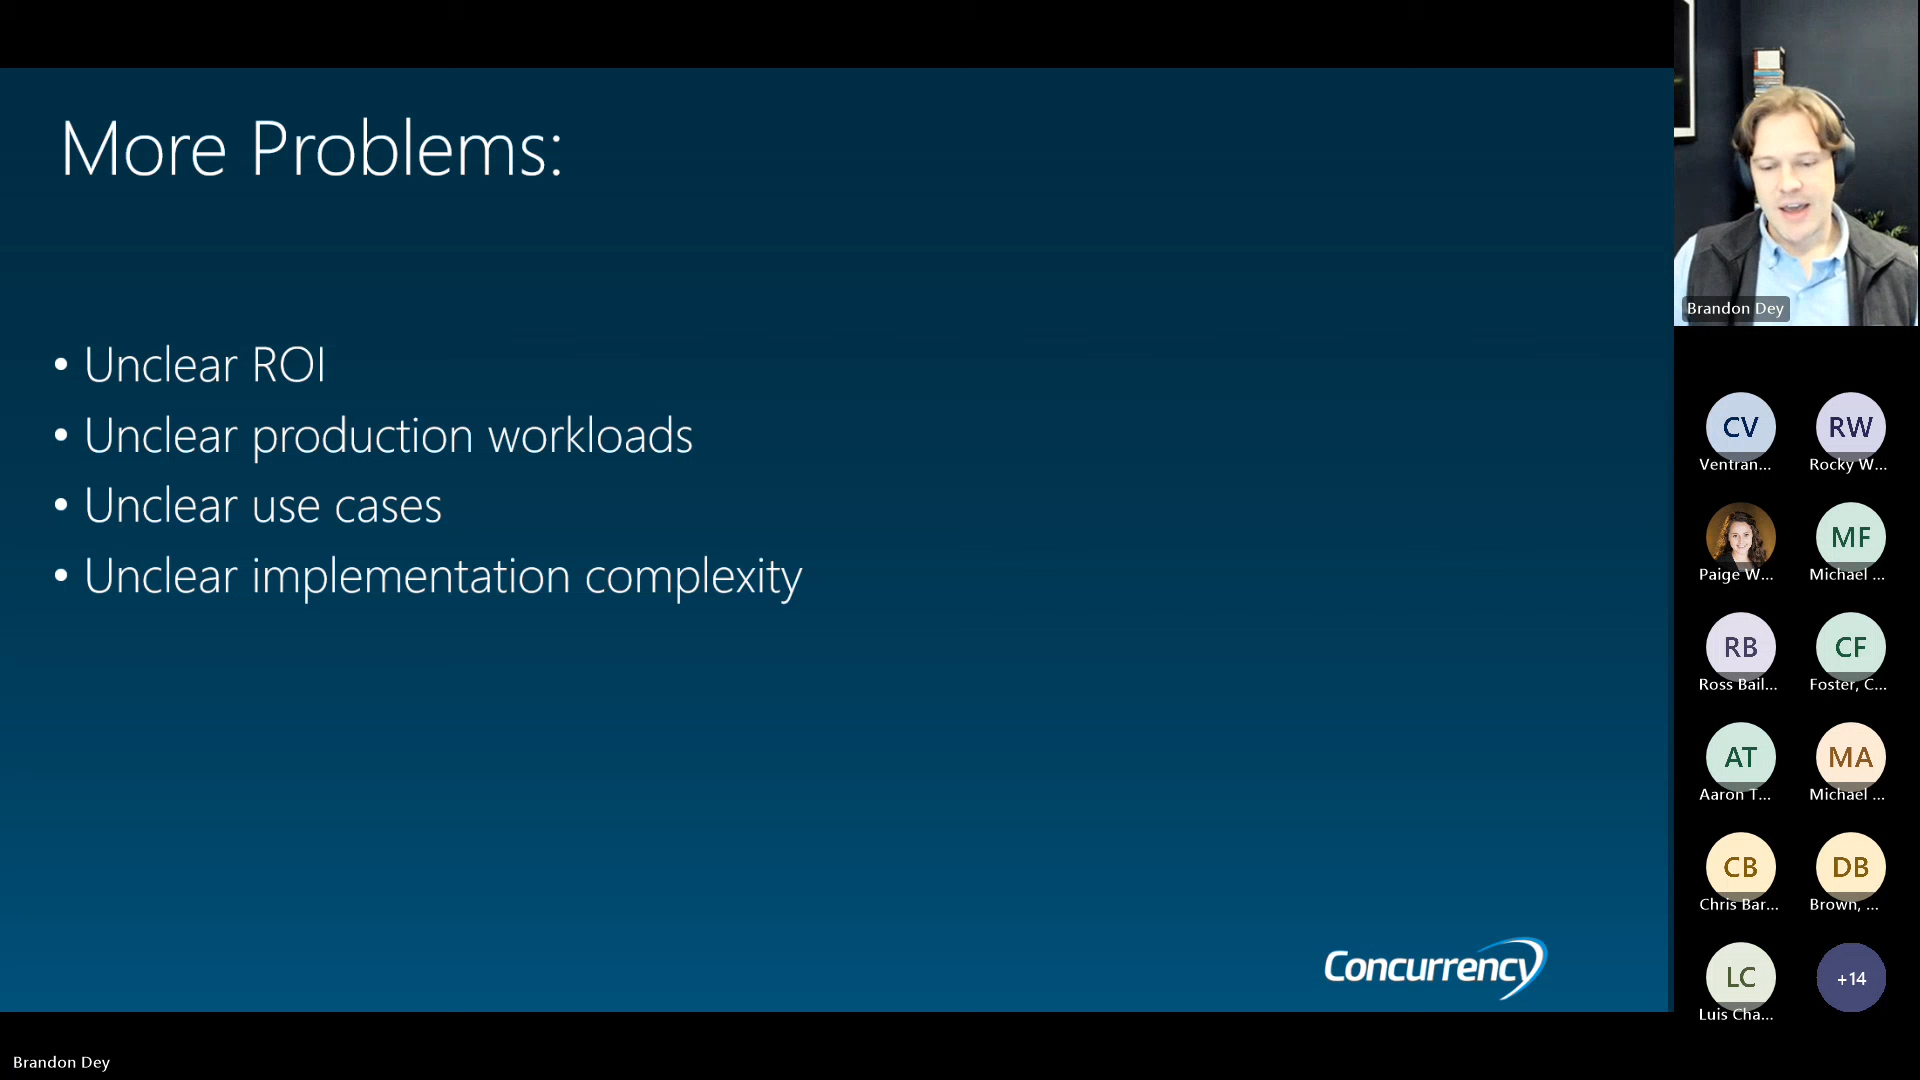 More Problems:
• Unclear ROI
• Unclear production workloads
• Unclear use cases
• Unclear implementation complexity
Concurrency
Brandon Dey
Brandon Dey
CV
RW
Ventran...
Rocky W...
Paige W...
MF
Michael ...
RB
CF
Ross Bail...
Foster, C...
AT
MA
Aaron T...
Michael ...
CB
DB
Chris Bar...
Brown, ...
LC
+14
Luis Cha...